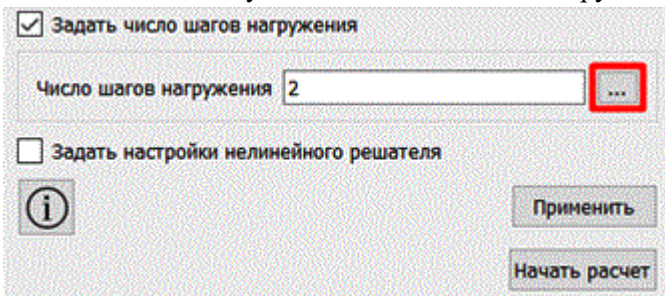 Задать число шагов нагружения
Число шагов нагружения 2 ...
Задать настройки нелинейного решателя
Применить
Начать расчет